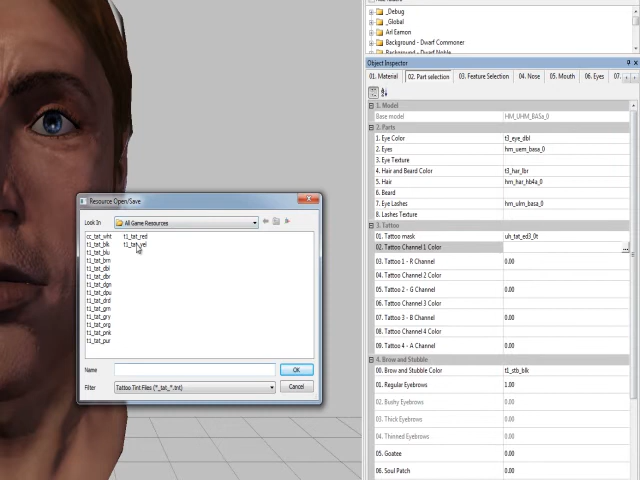 _Debug
_Global
Arl Eamon
Background - Dwarf Commoner
Background - Dwarf Noble
Object Inspector
01. Material
02. Part selection
03. Feature Selection
04. Nose
05. Mouth
06. Eyes
07.
1. Model
Base model HM_UHM_BASa_0
2. Parts
1. Eye Color t3_eye_dbl
2. Eyes hm_uem_basa_0
3. Eye Texture
4. Hair and Beard Color t3_har_lbr
5. Hair hm_har_hb4a_0
6. Beard
7. Eye Lashes hm_ulm_basa_0
8. Lashes Texture
3. Tattoo
01. Tattoo mask uh_tat_ed3_0t
02. Tattoo Channel 1 Color ...
03. Tattoo 1 - R Channel 0.00
04. Tattoo Channel 2 Color
05. Tattoo 2 - G Channel 0.00
06. Tattoo Channel 3 Color
07. Tattoo 3 - B Channel 0.00
08. Tattoo Channel 4 Color
09. Tattoo 4 - A Channel 0.00
4. Brow and Stubble
00. Brow and Stubble Color t1_stb_blk
01. Regular Eyebrows 1.00
02. Bushy Eyebrows 0.00
03. Thick Eyebrows 0.00
04. Thinned Eyebrows 0.00
05. Goatee 0.00
06. Soul Patch 0.00
Resource Open/Save
Look In All Game Resources
cc_tat_wht t1_tat_red
t1_tat_blk t1_tat_yel
t1_tat_blu
t1_tat_brn
t1_tat_dbl
t1_tat_dbr
t1_tat_dgn
t1_tat_dpu
t1_tat_drd
t1_tat_grn
t1_tat_gry
t1_tat_org
t1_tat_pnk
t1_tat_pur
Name OK
Filter Tattoo Tint Files (*_tat_*.tnt) Cancel